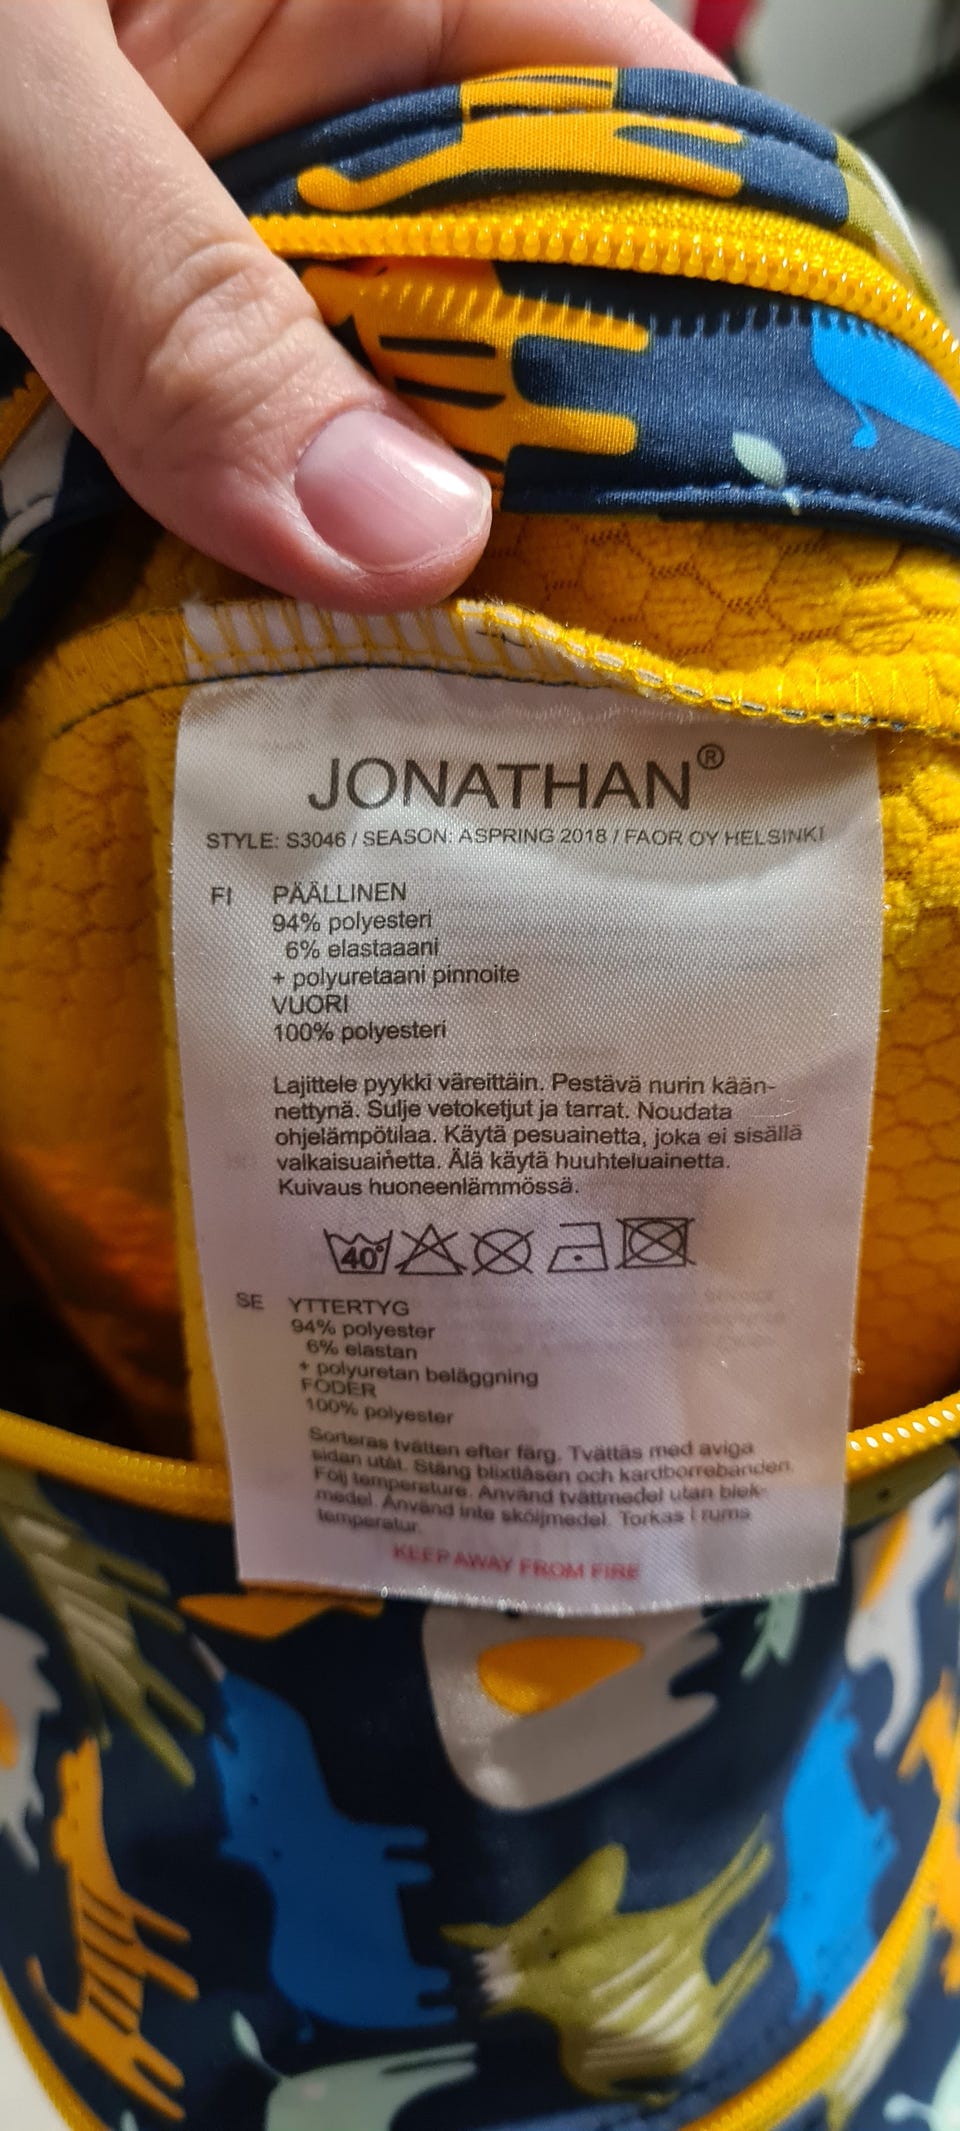 JONATHAN®
STYLE: S3046 / SEASON: ASPRING 2018 / FAOR OY HELSINKI
FI PÄÄLLINEN
94% polyesteri
6% elastaaani
+ polyuretaani pinnoite
VUORI
100% polyesteri
Lajittele pyykki väreittäin. Pestävä nurin kään-
nettynä. Sulje vetoketjut ja tarrat. Noudata
ohjelämpötilaa. Käytä pesuainetta, joka ei sisällä
valkaisuainetta. Älä käytä huuhteluainetta.
Kuivaus huoneenlämmössä.
40°
SE YTTERTYG
94% polyester
6% elastan
+ polyuretan beläggning
FODER
100% polyester
Sorteras tvätten efter färg. Tvättas med aviga
sidan utåt. Stäng blixtlåsen och kardborrebanden.
Följ temperature. Använd tvättmedel utan blek-
medel. Använd inte sköljmedel. Torkas i rums
temperatur.
KEEP AWAY FROM FIRE